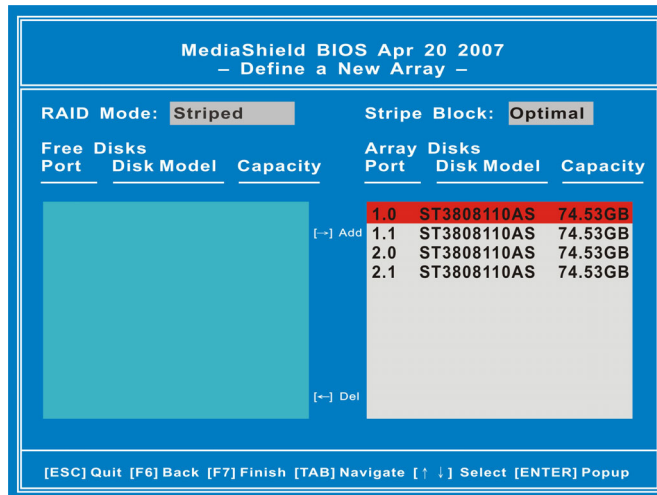 MediaShield BIOS Apr 20 2007
– Define a New Array –
RAID Mode: Striped
Stripe Block: Optimal
Free Disks
Port Disk Model Capacity
Array Disks
Port Disk Model Capacity
[→] Add
1.0 ST3808110AS 74.53GB
1.1 ST3808110AS 74.53GB
2.0 ST3808110AS 74.53GB
2.1 ST3808110AS 74.53GB
[←] Del
[ESC] Quit [F6] Back [F7] Finish [TAB] Navigate [↑ ↓] Select [ENTER] Popup